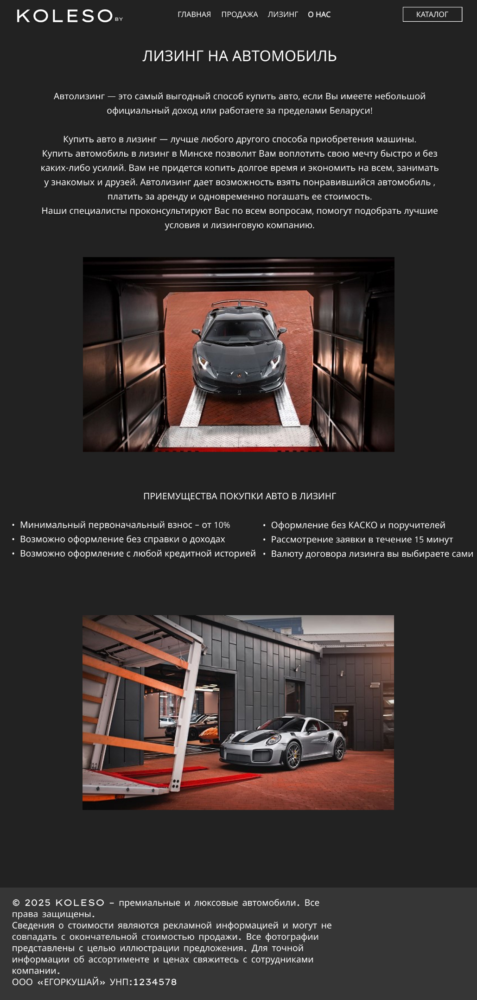 KOLESO BY
ГЛАВНАЯ ПРОДАЖА ЛИЗИНГ О НАС
КАТАЛОГ
ЛИЗИНГ НА АВТОМОБИЛЬ
Автолизинг — это самый выгодный способ купить авто, если Вы имеете небольшой
официальный доход или работаете за пределами Беларуси!
Купить авто в лизинг — лучше любого другого способа приобретения машины.
Купить автомобиль в лизинг в Минске позволит Вам воплотить свою мечту быстро и без
каких-либо усилий. Вам не придется копить долгое время и экономить на всем, занимать
у знакомых и друзей. Автолизинг дает возможность взять понравившийся автомобиль ,
платить за аренду и одновременно погашать ее стоимость.
Наши специалисты проконсультируют Вас по всем вопросам, помогут подобрать лучшие
условия и лизинговую компанию.
ПРИЕМУЩЕСТВА ПОКУПКИ АВТО В ЛИЗИНГ
• Минимальный первоначальный взнос – от 10%
• Возможно оформление без справки о доходах
• Возможно оформление с любой кредитной историей
• Оформление без КАСКО и поручителей
• Рассмотрение заявки в течение 15 минут
• Валюту договора лизинга вы выбираете сами
2
© 2025 KOLESO – премиальные и люксовые автомобили. Все
права защищены.
Сведения о стоимости являются рекламной информацией и могут не
совпадать с окончательной стоимостью продажи. Все фотографии
представлены с целью иллюстрации предложения. Для точной
информации об ассортименте и ценах свяжитесь с сотрудниками
компании.
ООО «ЕГОРКУШАЙ» УНП:1234578